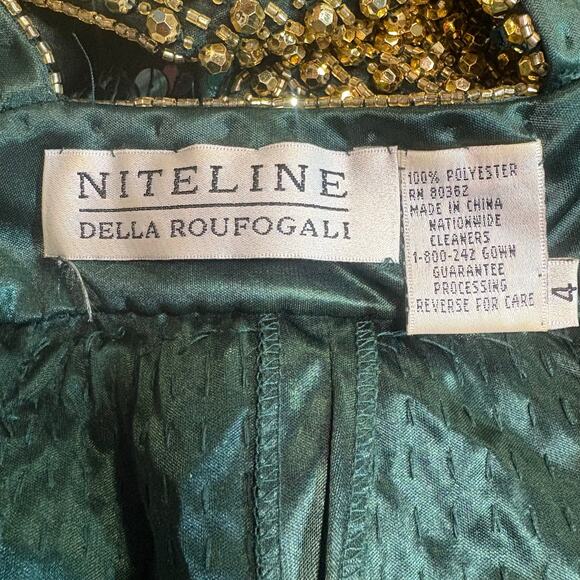 NITELINE
DELLA ROUFOGALI
100% POLYESTER
RN 80362
MADE IN CHINA
NATIONWIDE
CLEANERS
1-800-242 GOWN
GUARANTEE
PROCESSING
REVERSE FOR CARE
4